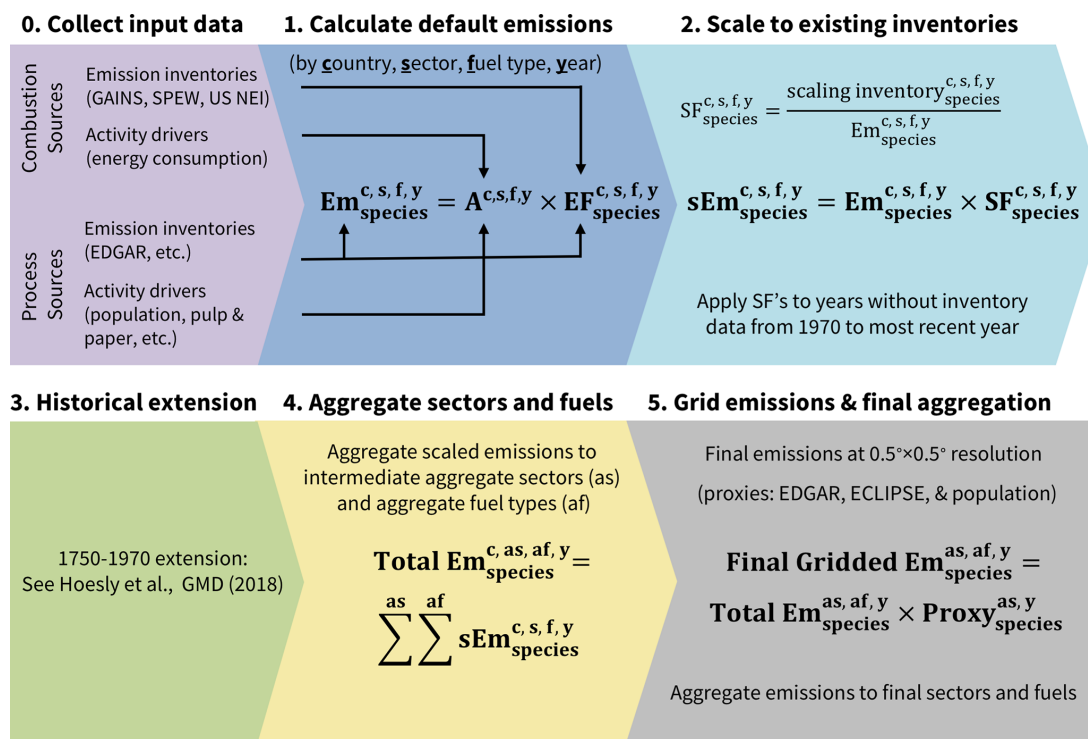 0. Collect input data
Combustion
Sources
Emission inventories
(GAINS, SPEW, US NEI)
Activity drivers
(energy consumption)
Process
Sources
Emission inventories
(EDGAR, etc.)
Activity drivers
(population, pulp &
paper, etc.)
1. Calculate default emissions
(by country, sector, fuel type, year)
Em^{c, s, f, y}_{species} = A^{c,s,f,y} × EF^{c, s, f, y}_{species}
2. Scale to existing inventories
SF^{c, s, f, y}_{species} = scaling inventory^{c, s, f, y}_{species} / Em^{c, s, f, y}_{species}
sEm^{c, s, f, y}_{species} = Em^{c, s, f, y}_{species} × SF^{c, s, f, y}_{species}
Apply SF's to years without inventory
data from 1970 to most recent year
3. Historical extension
1750-1970 extension:
See Hoesly et al., GMD (2018)
4. Aggregate sectors and fuels
Aggregate scaled emissions to
intermediate aggregate sectors (as)
and aggregate fuel types (af)
Total Em^{c, as, af, y}_{species} =
∑^{as} ∑^{af} sEm^{c, s, f, y}_{species}
5. Grid emissions & final aggregation
Final emissions at 0.5°×0.5° resolution
(proxies: EDGAR, ECLIPSE, & population)
Final Gridded Em^{as, af, y}_{species} =
Total Em^{as, af, y}_{species} × Proxy^{as, y}_{species}
Aggregate emissions to final sectors and fuels